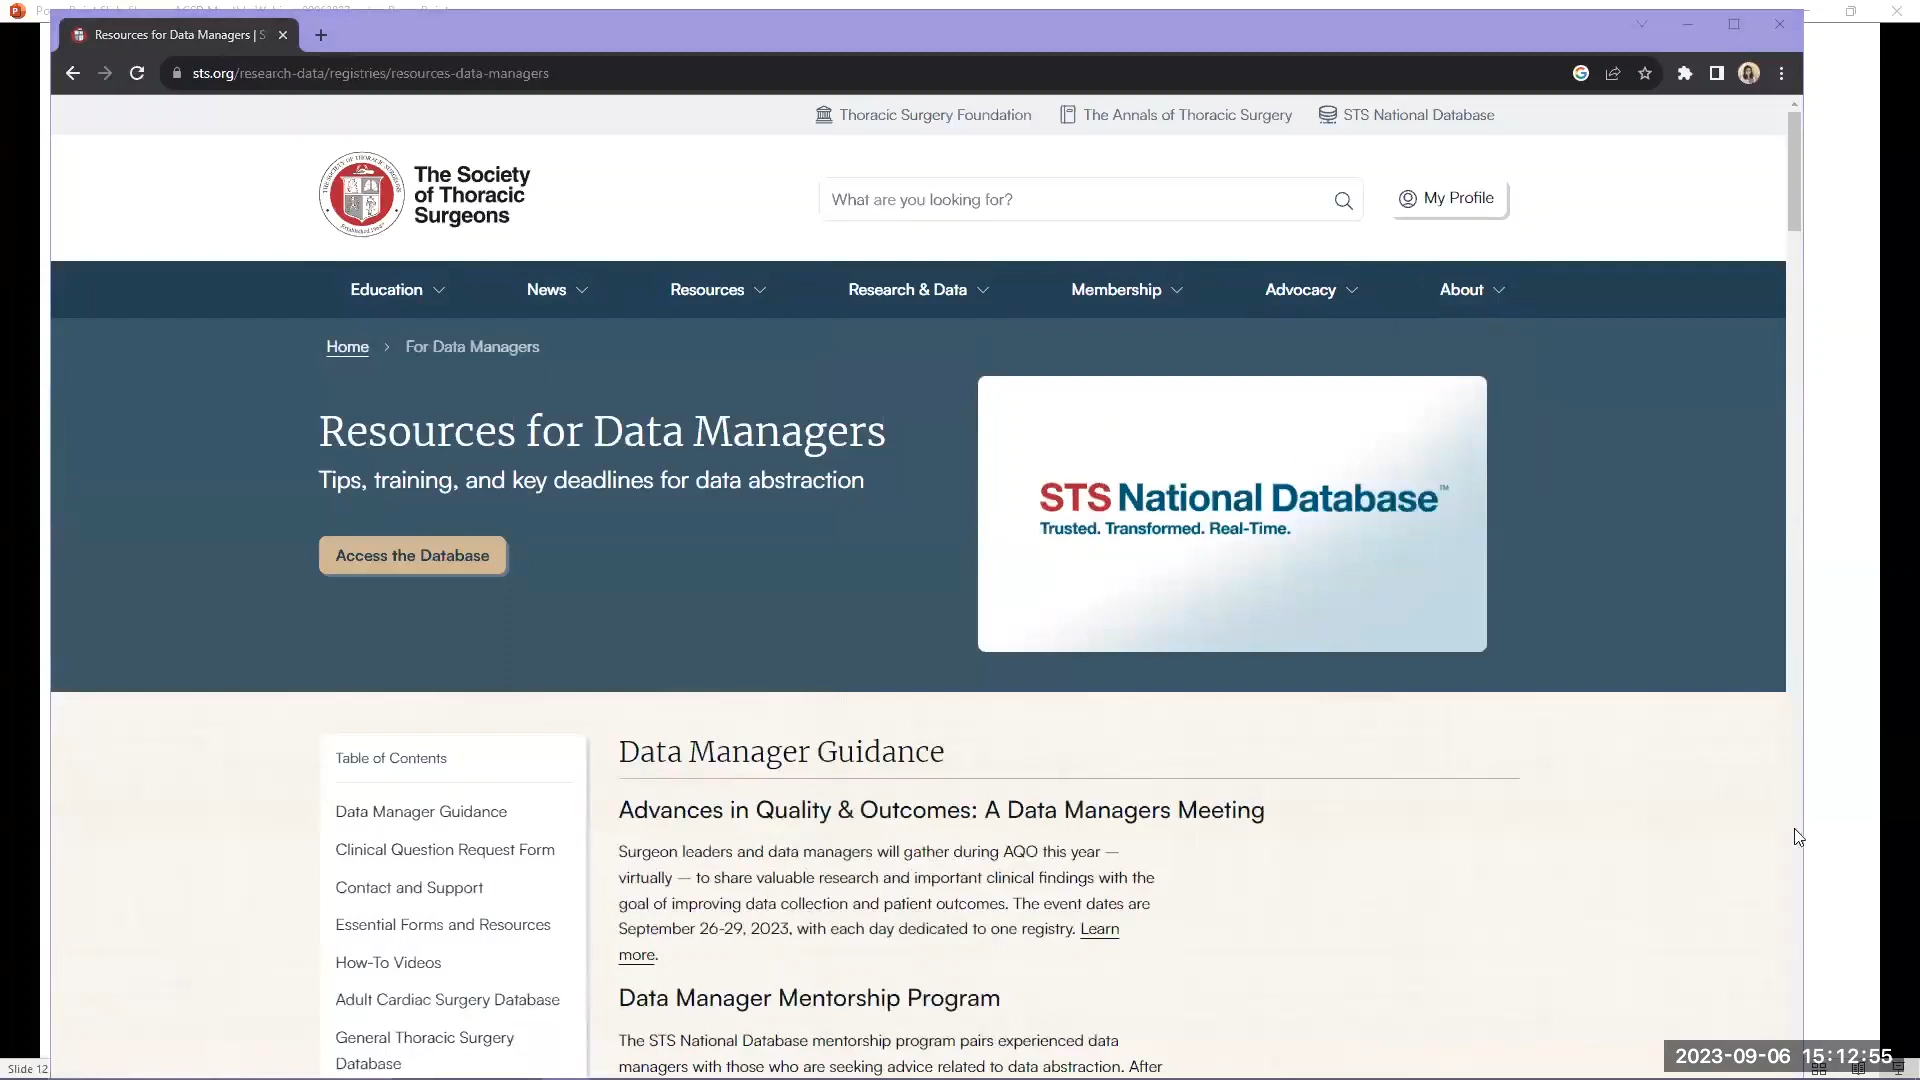 Resources for Data Managers | S
sts.org/research-data/registries/resources-data-managers
Thoracic Surgery Foundation
The Annals of Thoracic Surgery
STS National Database
The Society
of Thoracic
Surgeons
What are you looking for?
My Profile
Education
News
Resources
Research & Data
Membership
Advocacy
About
Home
For Data Managers
Resources for Data Managers
Tips, training, and key deadlines for data abstraction
Access the Database
STS National Database™
Trusted. Transformed. Real-Time.
Table of Contents
Data Manager Guidance
Clinical Question Request Form
Contact and Support
Essential Forms and Resources
How-To Videos
Adult Cardiac Surgery Database
General Thoracic Surgery
Database
Data Manager Guidance
Advances in Quality & Outcomes: A Data Managers Meeting
Surgeon leaders and data managers will gather during AQO this year —
virtually — to share valuable research and important clinical findings with the
goal of improving data collection and patient outcomes. The event dates are
September 26-29, 2023, with each day dedicated to one registry. Learn
more.
Data Manager Mentorship Program
The STS National Database mentorship program pairs experienced data
managers with those who are seeking advice related to data abstraction. After
Slide 12
2023-09-06 15:12:55